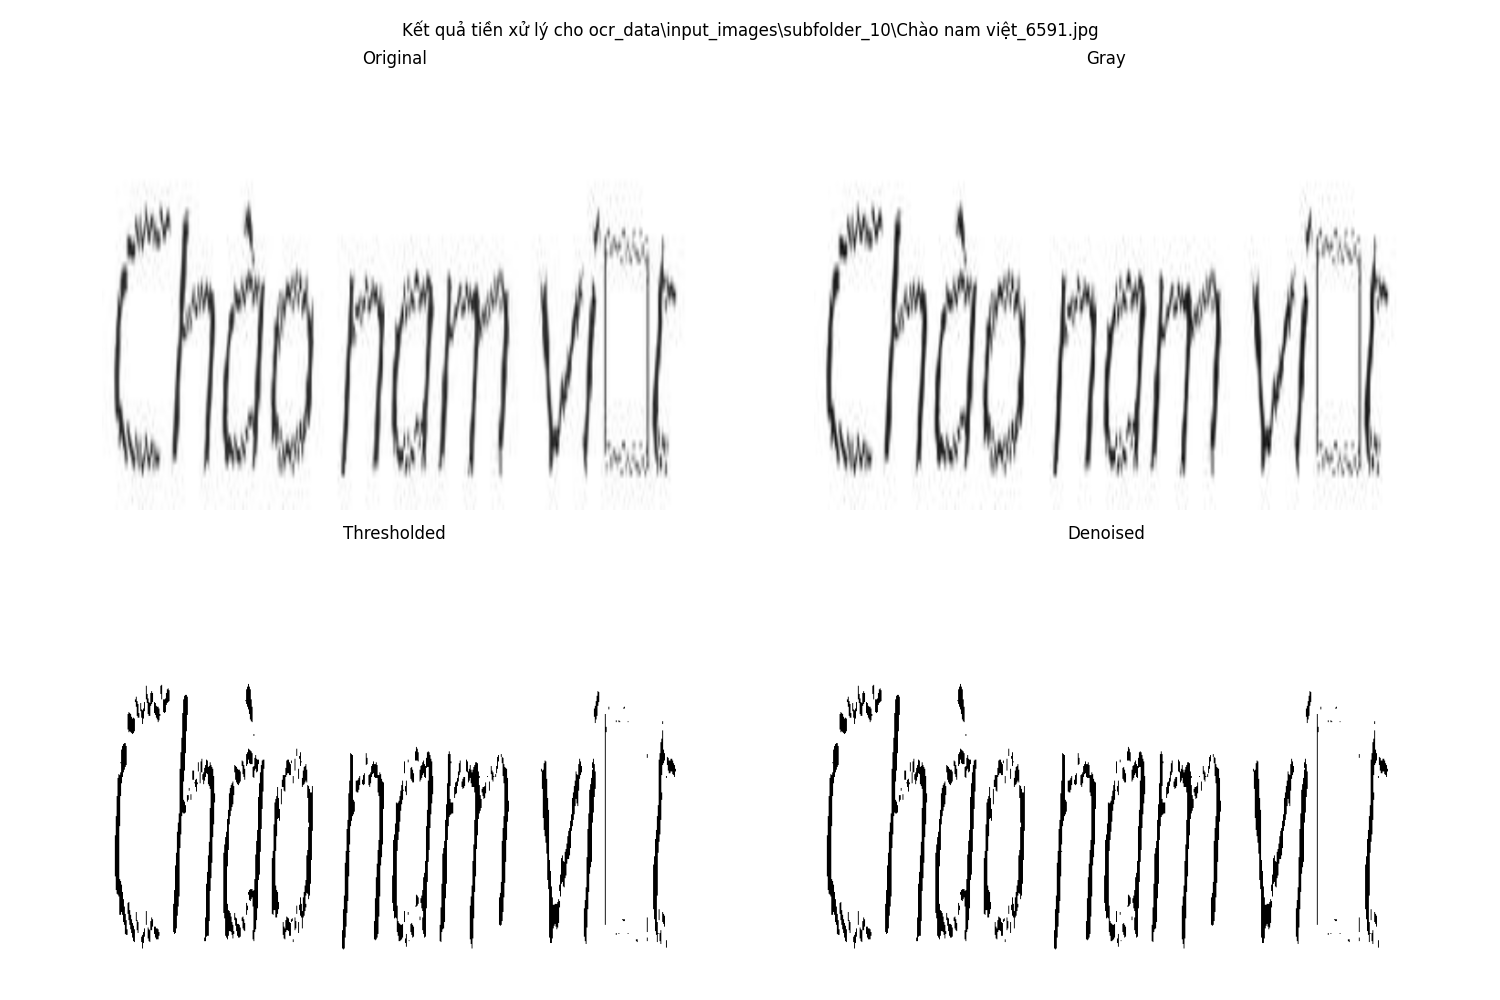 Kết quả tiền xử lý cho ocr_data\input_images\subfolder_10\Chào nam việt_6591.jpg
Original
Gray
Chào nam vi□t
Chào nam vi□t
Thresholded
Denoised
Chào nam vi□t
Chào nam vi□t